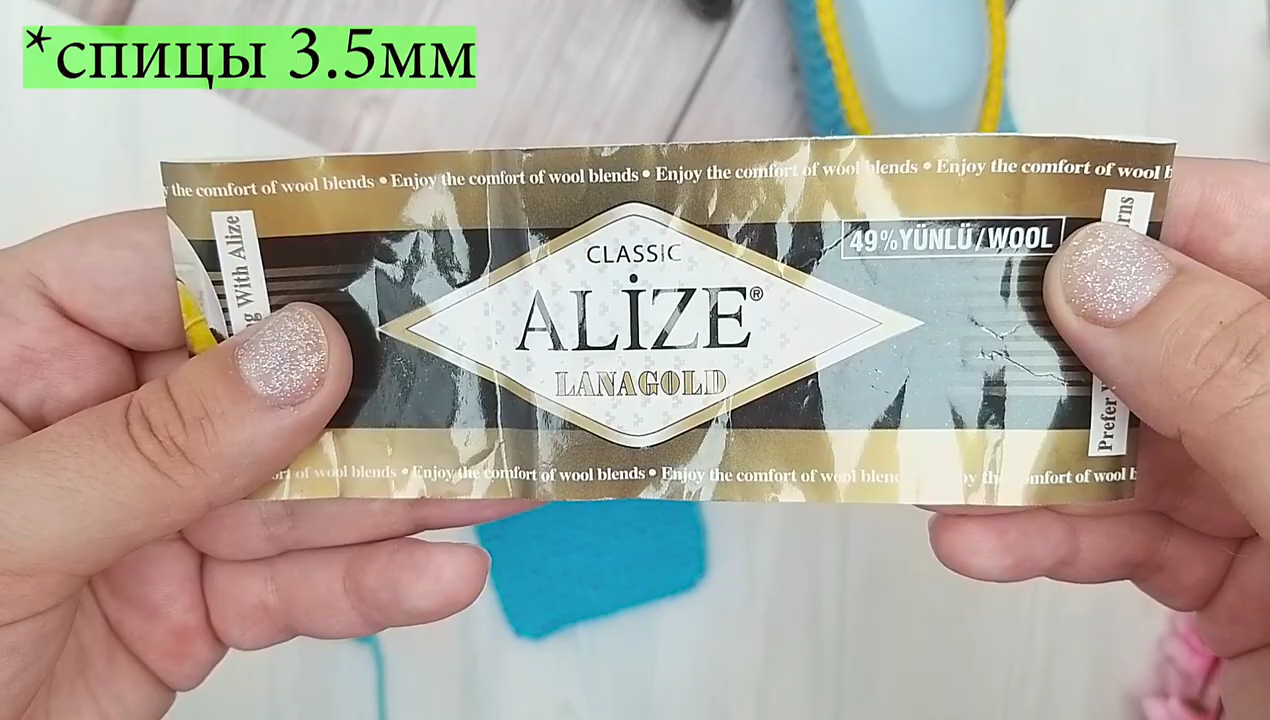 *спицы 3.5мм
the comfort of wool blends • Enjoy the comfort of wool blends • Enjoy the comfort of wool blends • Enjoy the comfort of wool
With Alize
49%YÜNLÜ/WOOL
CLASSIC
ALİZE®
LANAGOLD
Prefer
of wool blends • Enjoy the comfort of wool blends • Enjoy the comfort of wool of wool